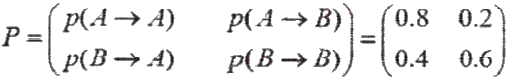 P = ( p(A → A) p(A → B) ) = ( 0.8 0.2 )
( p(B → A) p(B → B) ) ( 0.4 0.6 )